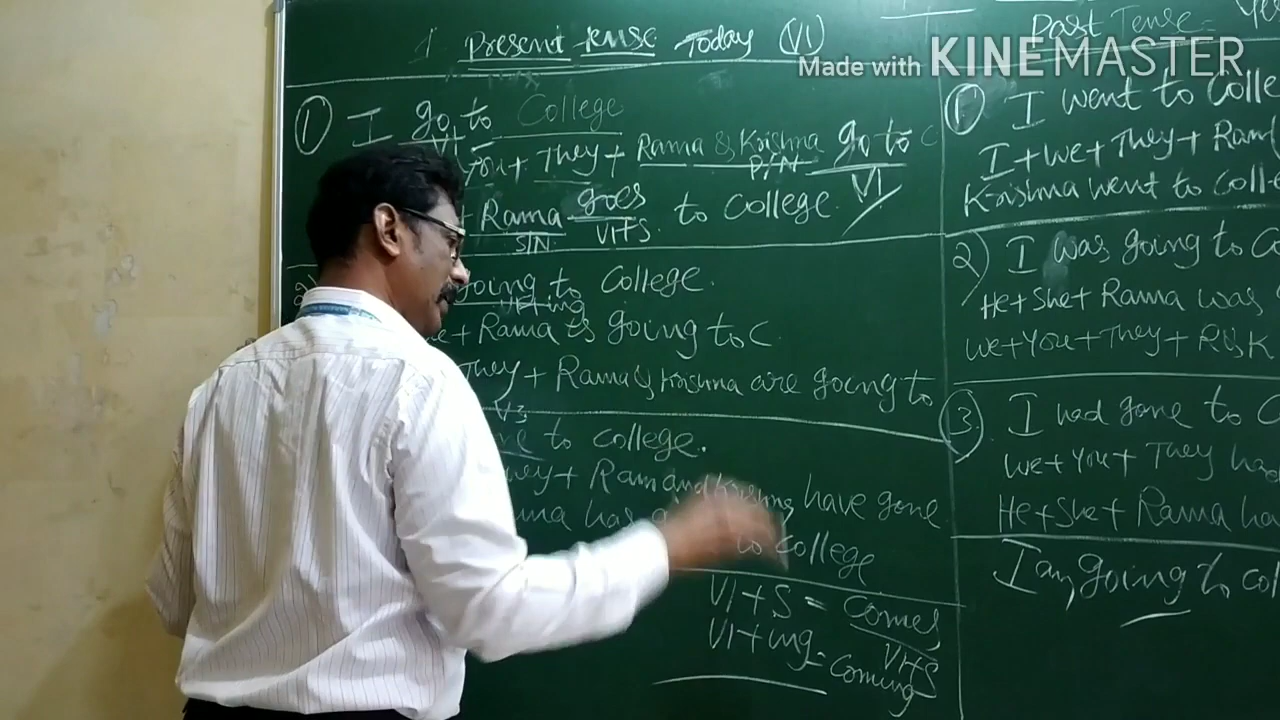 1. Present tense Today (V1)
Past Tense =
Made with KINEMASTER
① I go to College
V1
You + They + Rama & Krishna go to C
P/N V1
+ Rama goes to College
S/N V1+S
going to College.
V1+ing
+ Rama is going to C
They + Rama & Krishna are going to
V3
to college.
They + Ram and Krishna have gone
has
to College
V1+S = Comes
V1+S
V1+ing = Coming
①. I went to Colle
I + We + They + Ram
Krishna went to Colle
2) I was going to Co
He + She + Rama was
We + You + They + R & K
③. I had gone to C
We + You + They ha
He + She + Rama ha
I am going to col